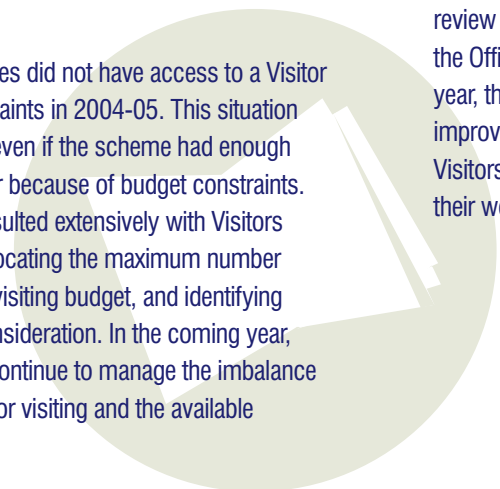 es did not have access to a Visitor
aints in 2004-05. This situation
even if the scheme had enough
r because of budget constraints.
sulted extensively with Visitors
ocating the maximum number
visiting budget, and identifying
nsideration. In the coming year,
ontinue to manage the imbalance
or visiting and the available
review
the Offi
year, th
improv
Visitors
their w